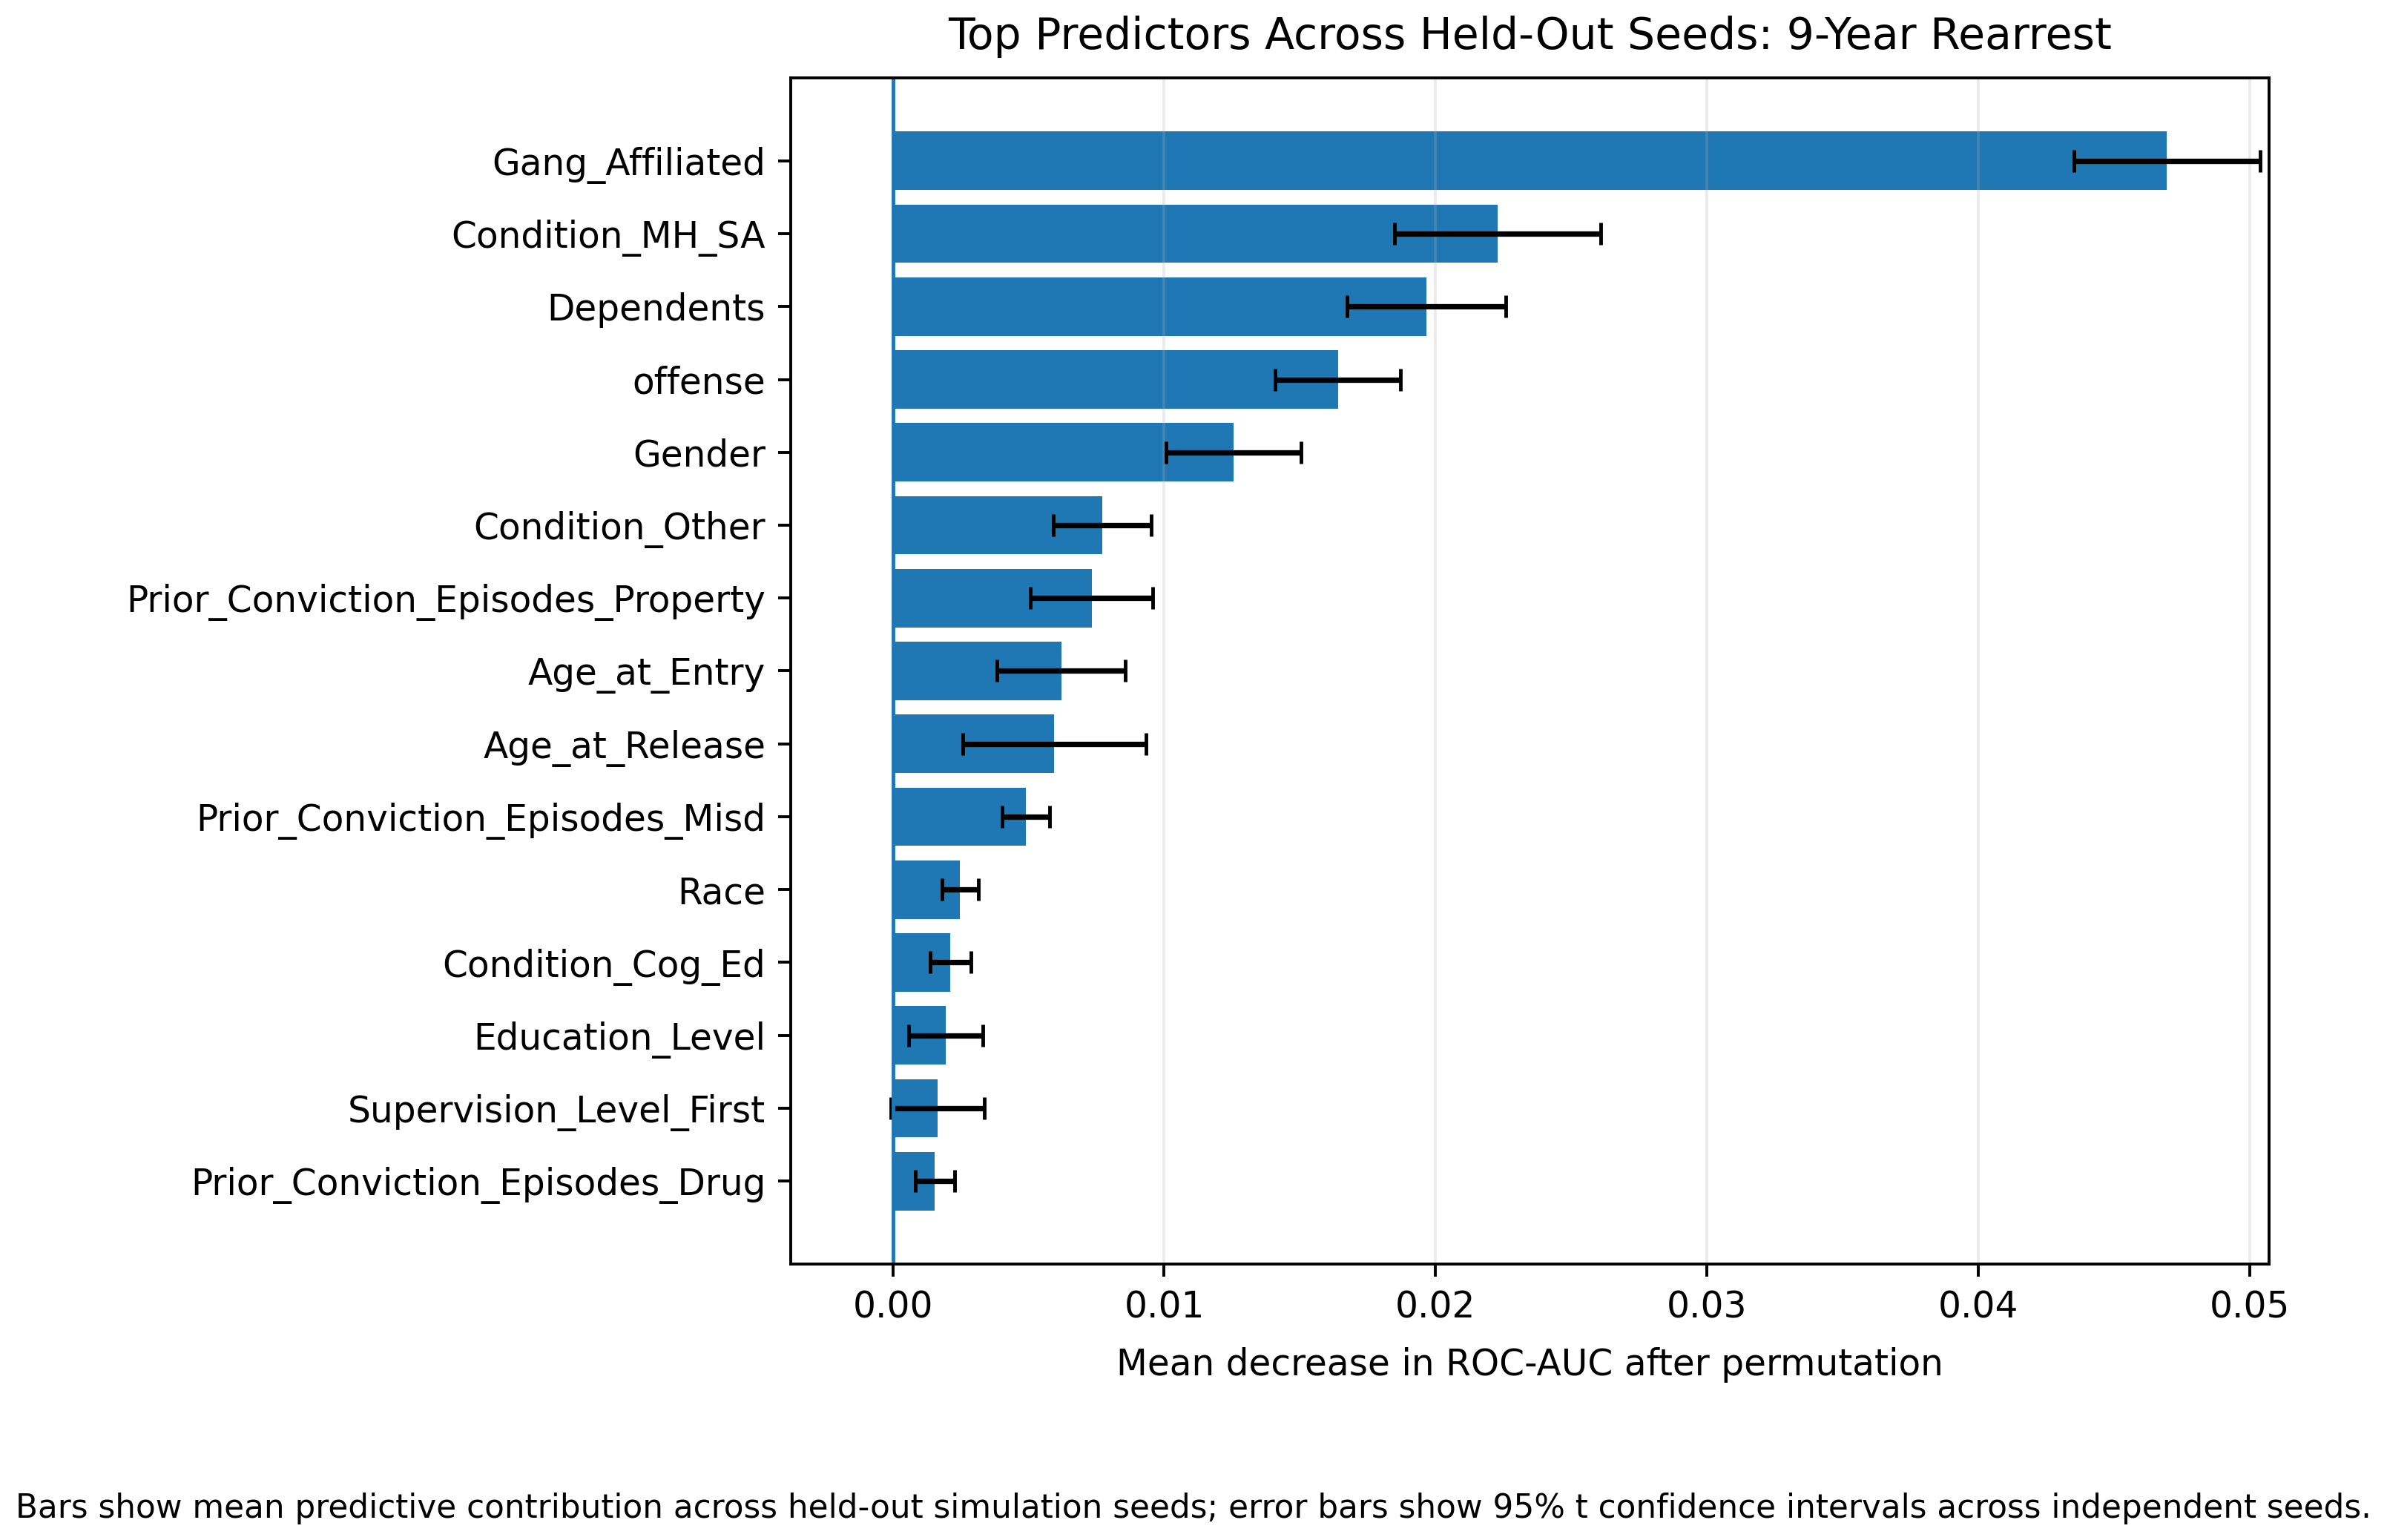 Top Predictors Across Held-Out Seeds: 9-Year Rearrest
Gang_Affiliated
Condition_MH_SA
Dependents
offense
Gender
Condition_Other
Prior_Conviction_Episodes_Property
Age_at_Entry
Age_at_Release
Prior_Conviction_Episodes_Misd
Race
Condition_Cog_Ed
Education_Level
Supervision_Level_First
Prior_Conviction_Episodes_Drug
0.00 0.01 0.02 0.03 0.04 0.05
Mean decrease in ROC-AUC after permutation
Bars show mean predictive contribution across held-out simulation seeds; error bars show 95% t confidence intervals across independent seeds.